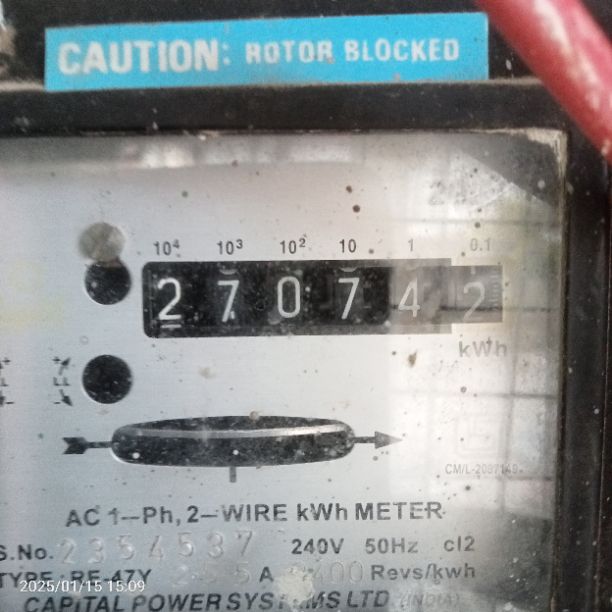 CAUTION: ROTOR BLOCKED
10⁴ 10³ 10² 10 1 0.1
2 7 0 7 4 2
kWh
CM/L-2087149
AC 1-Ph, 2-WIRE kWh METER
S.No. 2354537 240V 50Hz cl2
TYPE RE 47Y A Revs/kwh
2025/01/15 15:09
CAPITAL POWER SYSTEMS LTD (INDIA)